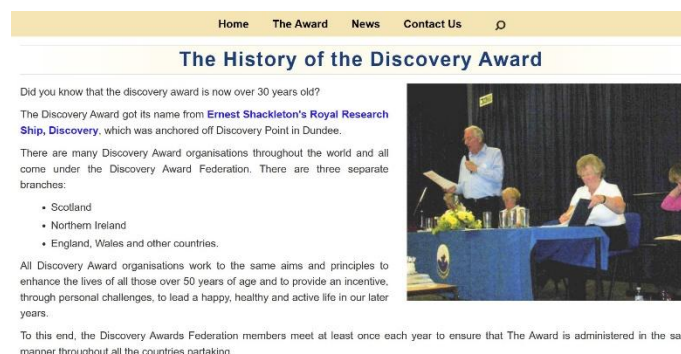 Home The Award News Contact Us
The History of the Discovery Award
Did you know that the discovery award is now over 30 years old?
The Discovery Award got its name from Ernest Shackleton's Royal Research
Ship, Discovery, which was anchored off Discovery Point in Dundee.
There are many Discovery Award organisations throughout the world and all
come under the Discovery Award Federation. There are three separate
branches:
• Scotland
• Northern Ireland
• England, Wales and other countries.
All Discovery Award organisations work to the same aims and principles to
enhance the lives of all those over 50 years of age and to provide an incentive,
through personal challenges, to lead a happy, healthy and active life in our later
years.
To this end, the Discovery Awards Federation members meet at least once each year to ensure that The Award is administered in the sa
manner throughout all the countries partaking.